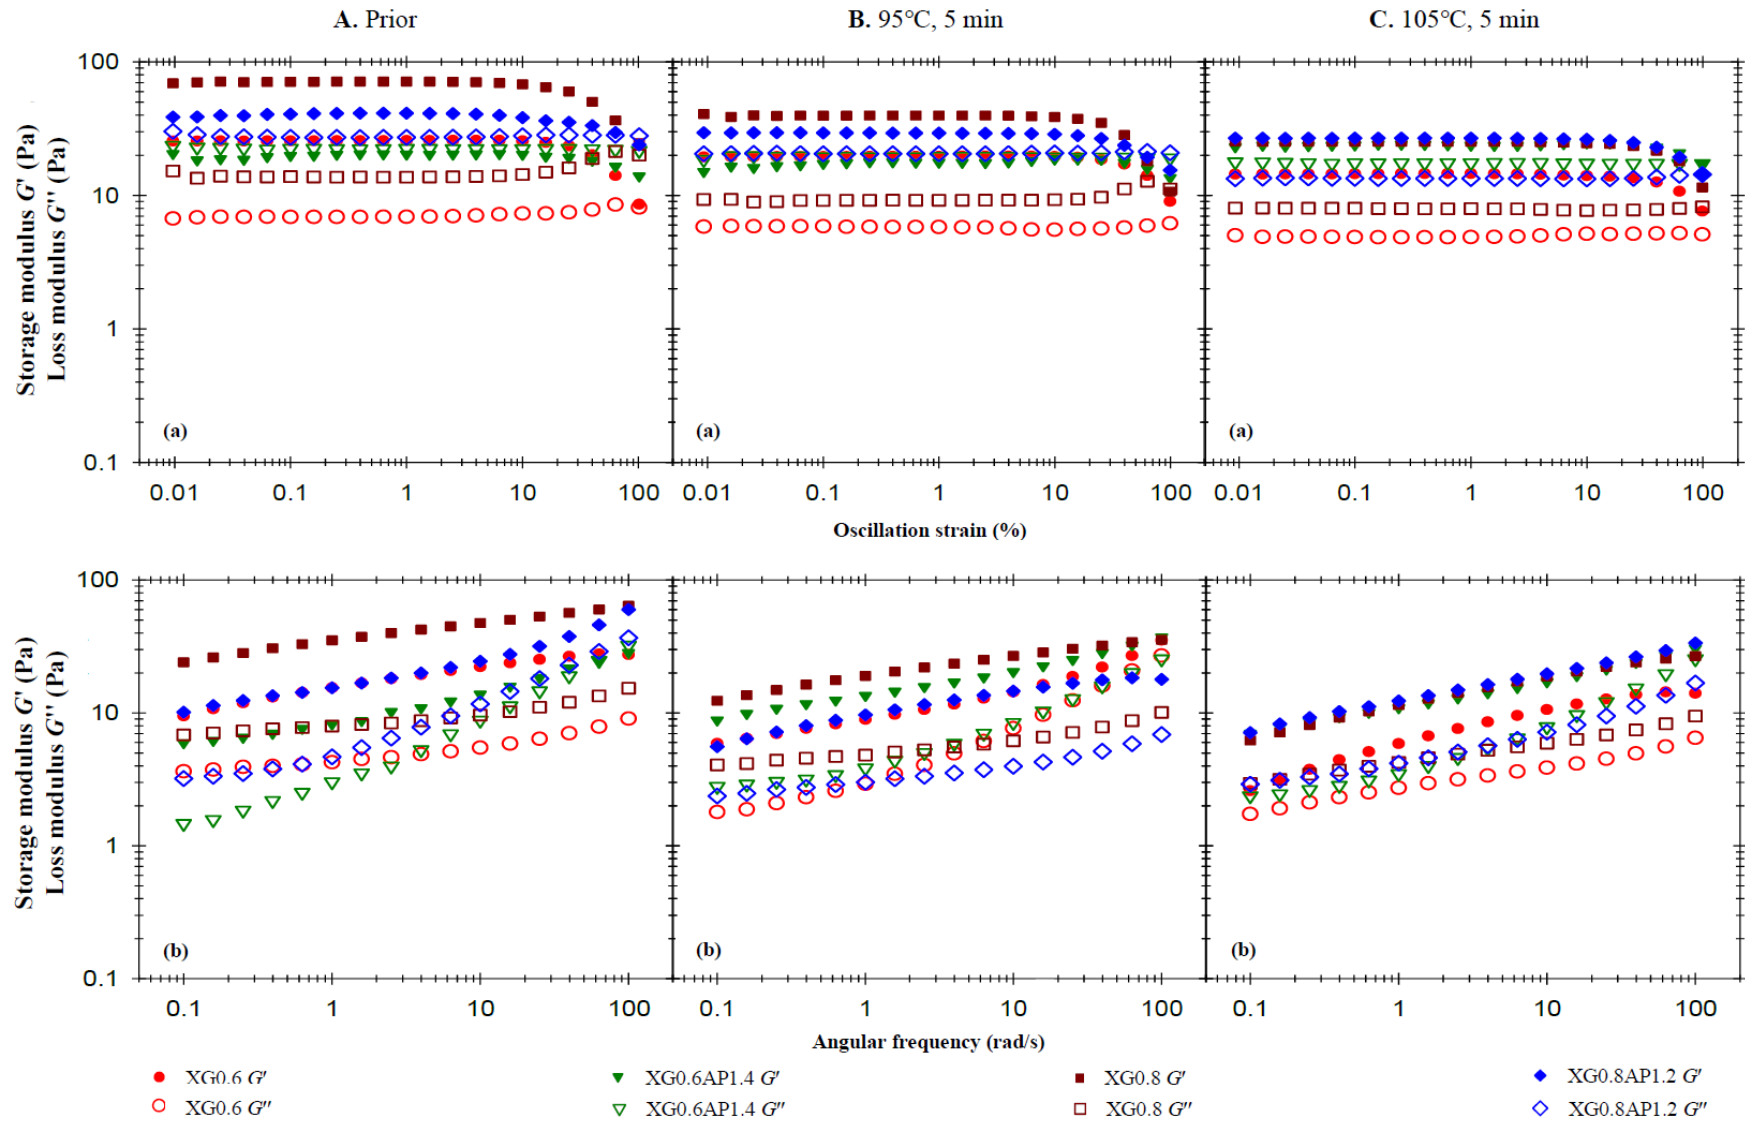 A. Prior
B. 95°C, 5 min
C. 105°C, 5 min
Storage modulus G' (Pa)
Loss modulus G'' (Pa)
100
10
1
0.1
(a)
(a)
(a)
0.01 0.1 1 10 100
0.01 0.1 1 10 100
0.01 0.1 1 10 100
Oscillation strain (%)
Storage modulus G' (Pa)
Loss modulus G'' (Pa)
100
10
1
0.1
(b)
(b)
(b)
0.1 1 10 100
0.1 1 10 100
0.1 1 10 100
Angular frequency (rad/s)
XG0.6 G'
XG0.6AP1.4 G'
XG0.8 G'
XG0.8AP1.2 G'
XG0.6 G''
XG0.6AP1.4 G''
XG0.8 G''
XG0.8AP1.2 G''